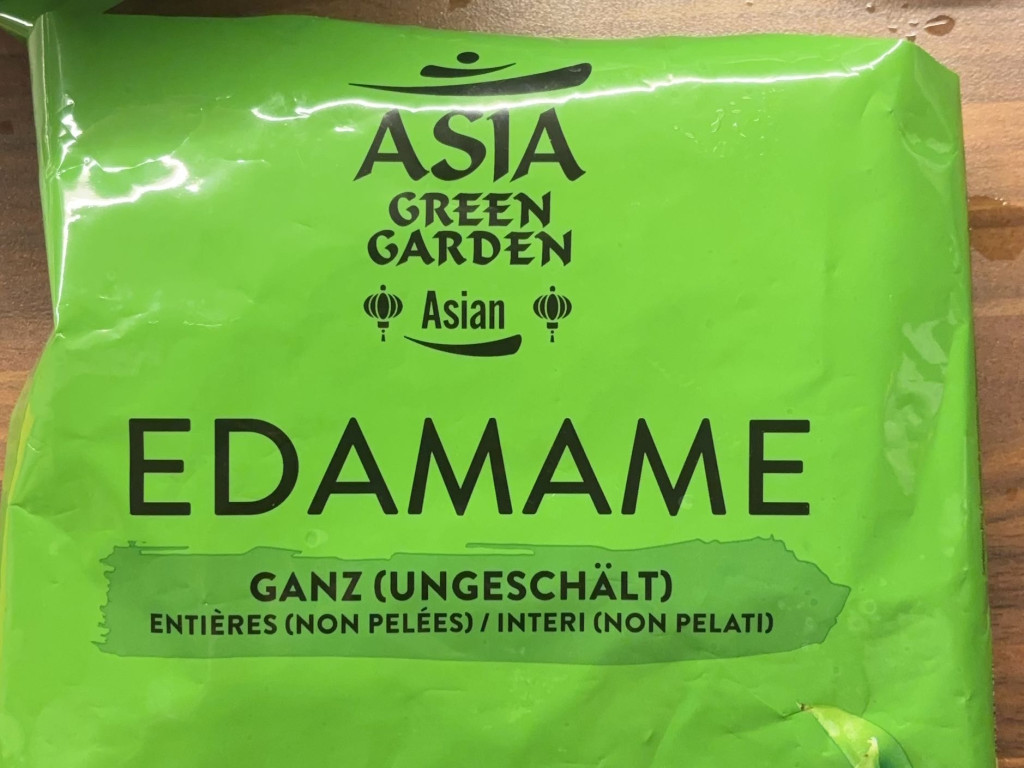 ASIA
GREEN
GARDEN
Asian
EDAMAME
GANZ (UNGESCHÄLT)
ENTIÈRES (NON PELÉES) / INTERI (NON PELATI)